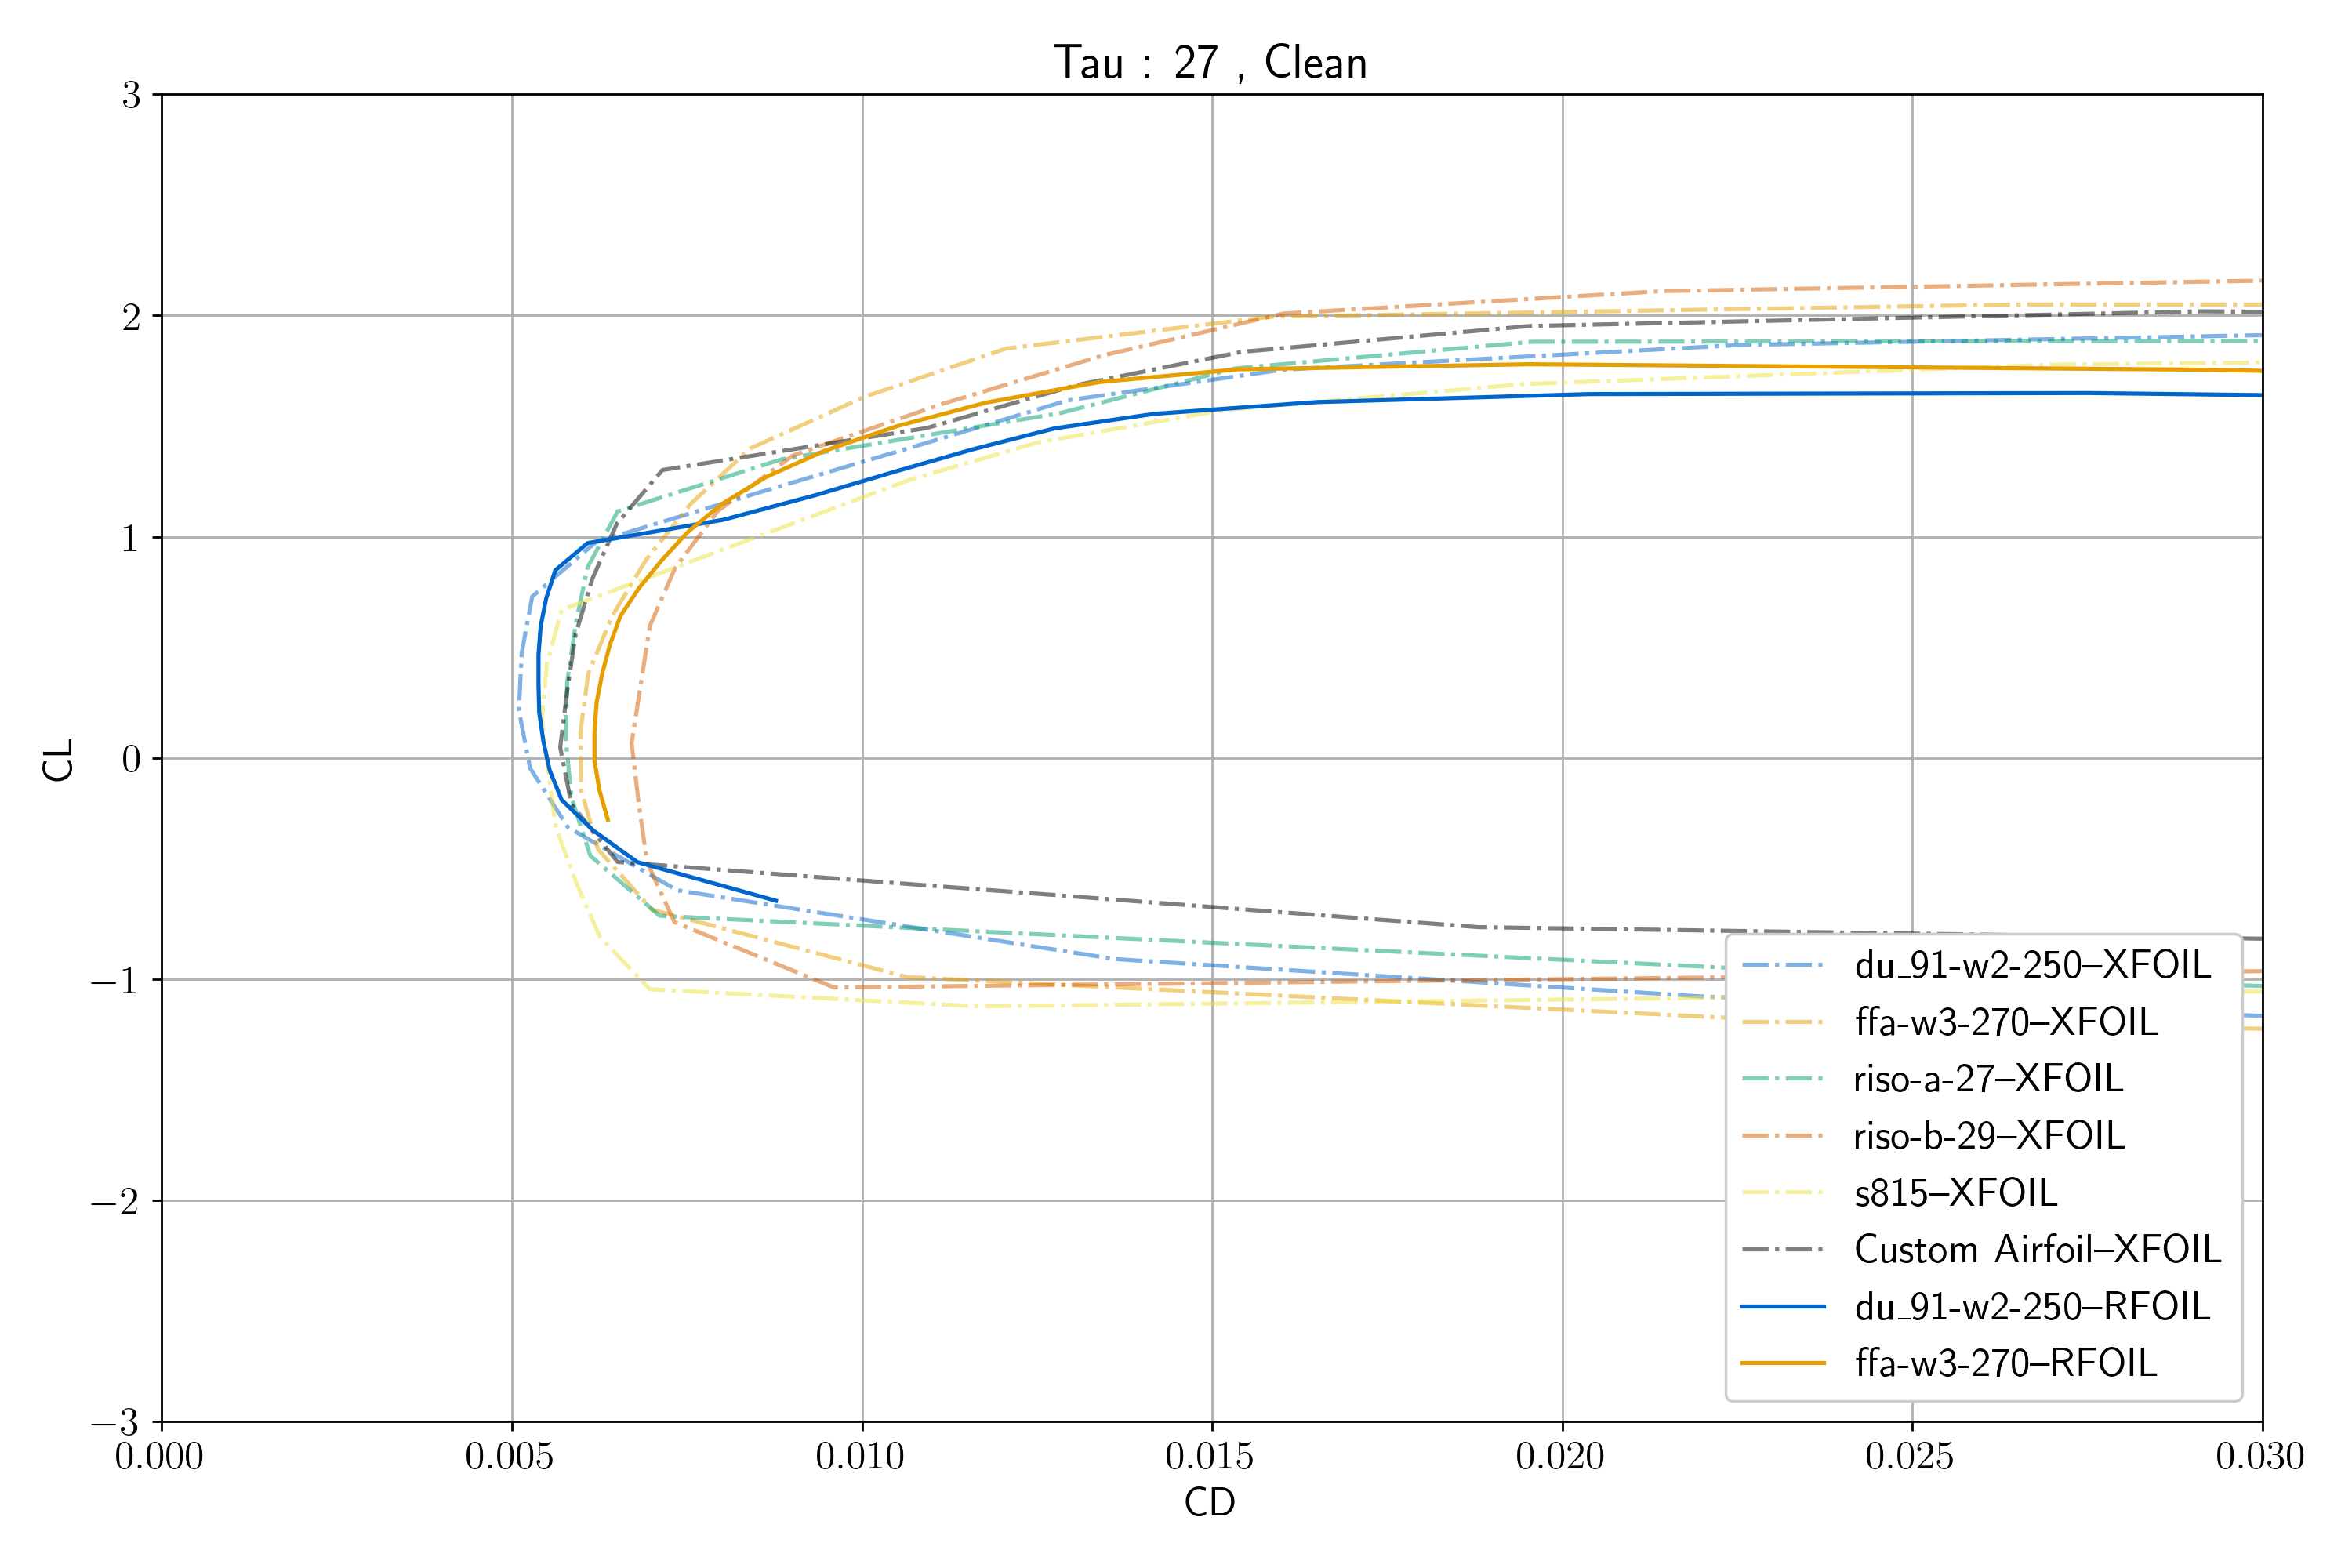 Tau : 27 , Clean
3
2
1
0
−1
−2
−3
CL
0.000 0.005 0.010 0.015 0.020 0.025 0.030
CD
du_91-w2-250–XFOIL
ffa-w3-270–XFOIL
riso-a-27–XFOIL
riso-b-29–XFOIL
s815–XFOIL
Custom Airfoil–XFOIL
du_91-w2-250–RFOIL
ffa-w3-270–RFOIL